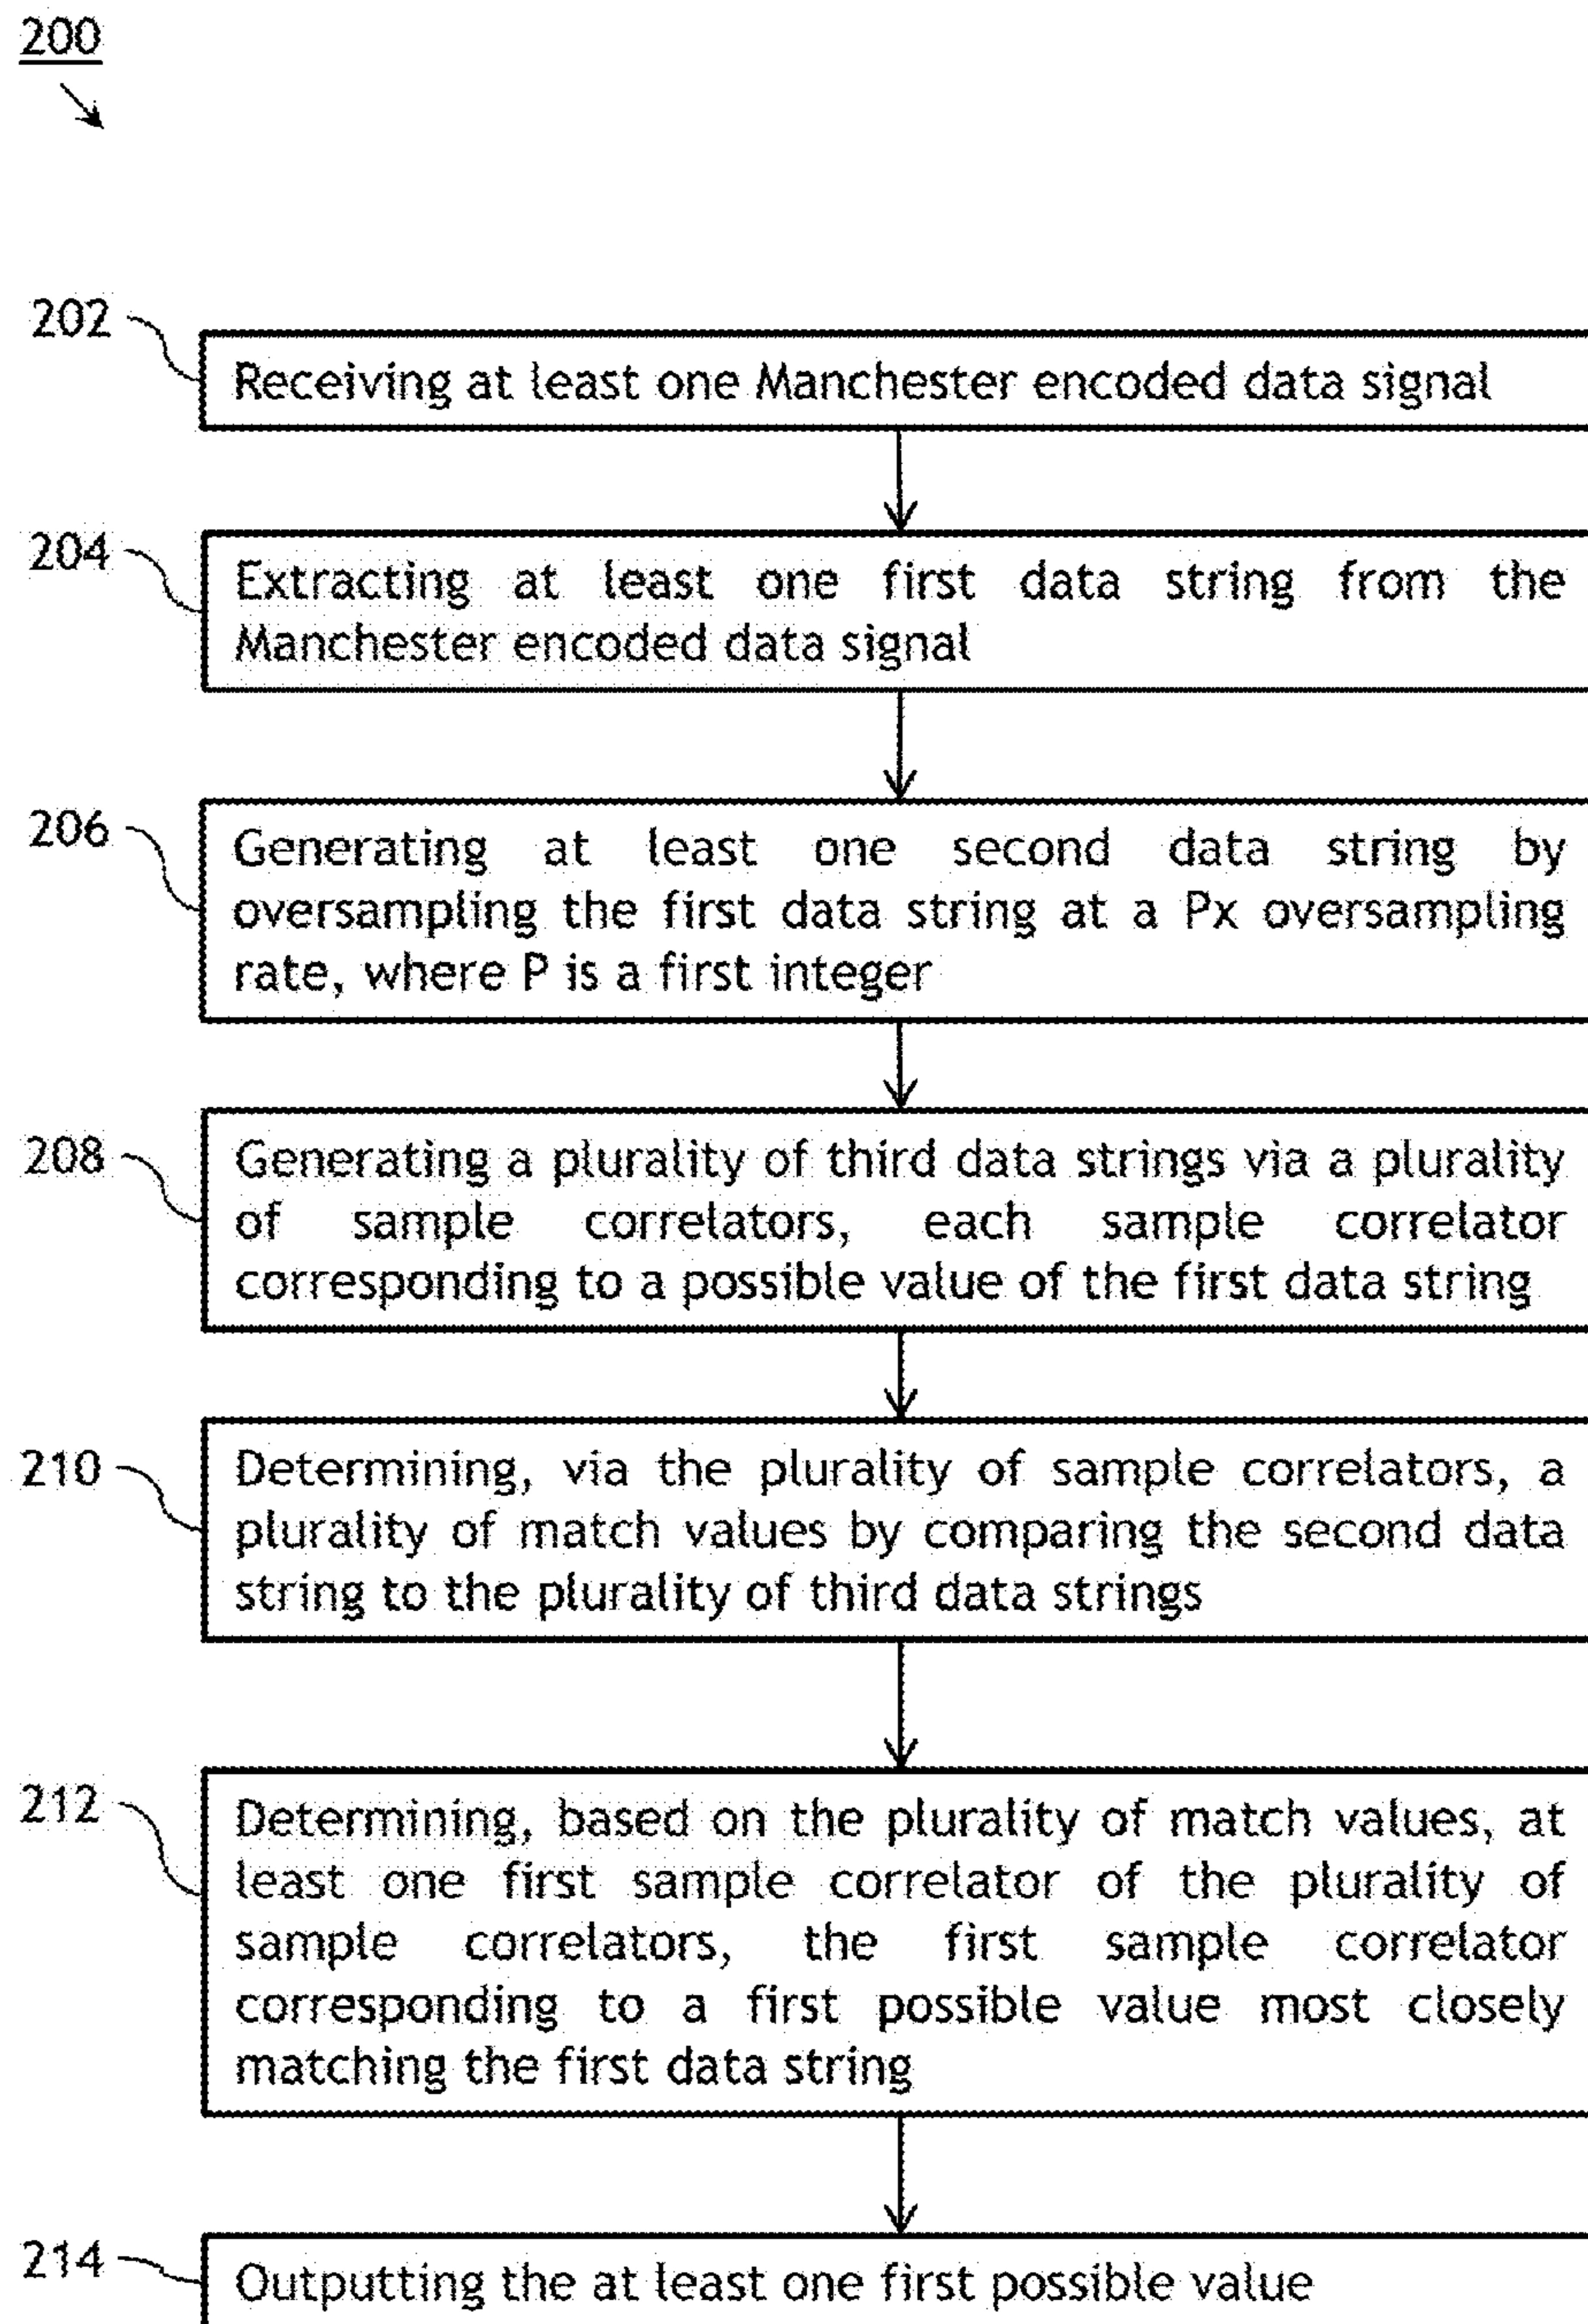 200
202
Receiving at least one Manchester encoded data signal
204
Extracting at least one first data string from the
Manchester encoded data signal
206
Generating at least one second data string by
oversampling the first data string at a Px oversampling
rate, where P is a first integer
208
Generating a plurality of third data strings via a plurality
of sample correlators, each sample correlator
corresponding to a possible value of the first data string
210
Determining, via the plurality of sample correlators, a
plurality of match values by comparing the second data
string to the plurality of third data strings
212
Determining, based on the plurality of match values, at
least one first sample correlator of the plurality of
sample correlators, the first sample correlator
corresponding to a first possible value most closely
matching the first data string
214
Outputting the at least one first possible value